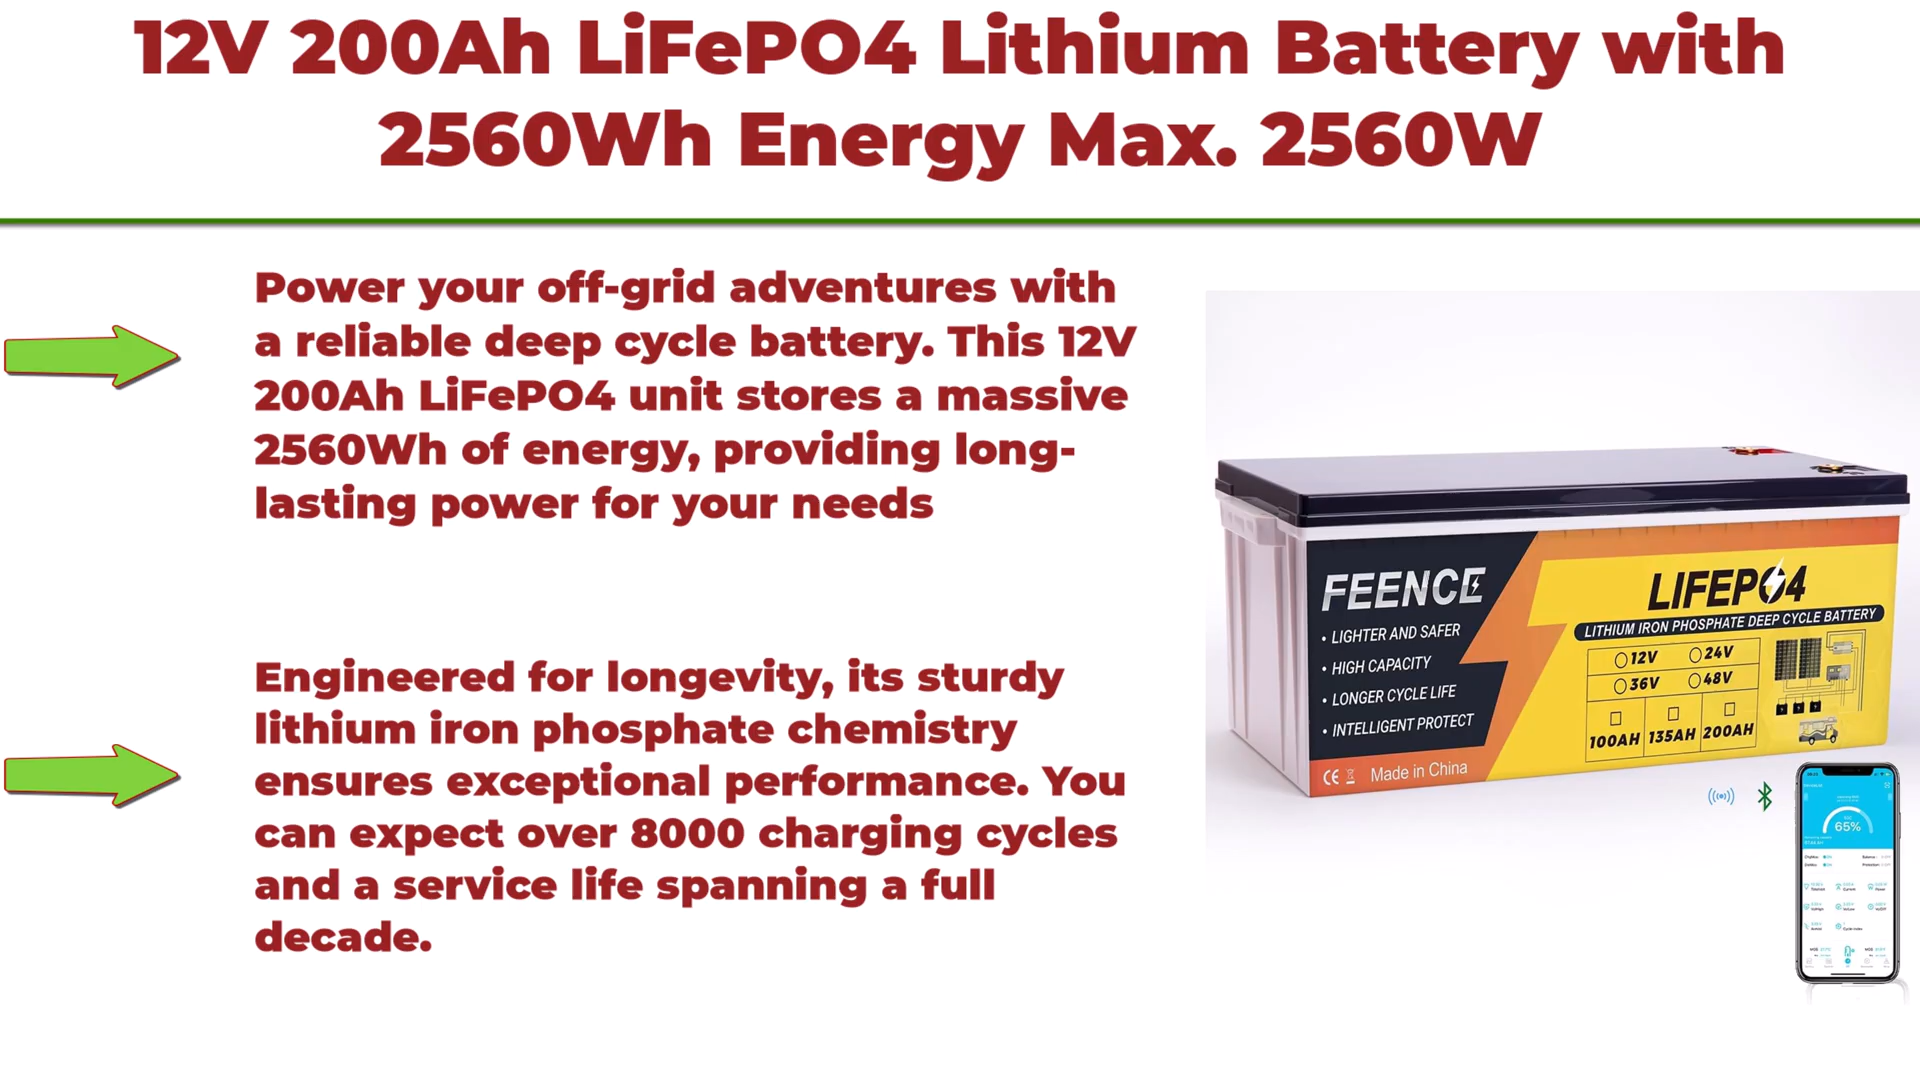 12V 200Ah LiFePO4 Lithium Battery with
2560Wh Energy Max. 2560W
Power your off-grid adventures with
a reliable deep cycle battery. This 12V
200Ah LiFePO4 unit stores a massive
2560Wh of energy, providing long-
lasting power for your needs
Engineered for longevity, its sturdy
lithium iron phosphate chemistry
ensures exceptional performance. You
can expect over 8000 charging cycles
and a service life spanning a full
decade.
FEENCE
• LIGHTER AND SAFER
• HIGH CAPACITY
• LONGER CYCLE LIFE
• INTELLIGENT PROTECT
CE Made in China
LIFEPO4
LITHIUM IRON PHOSPHATE DEEP CYCLE BATTERY
12V 24V
36V 48V
100AH 135AH 200AH
65%